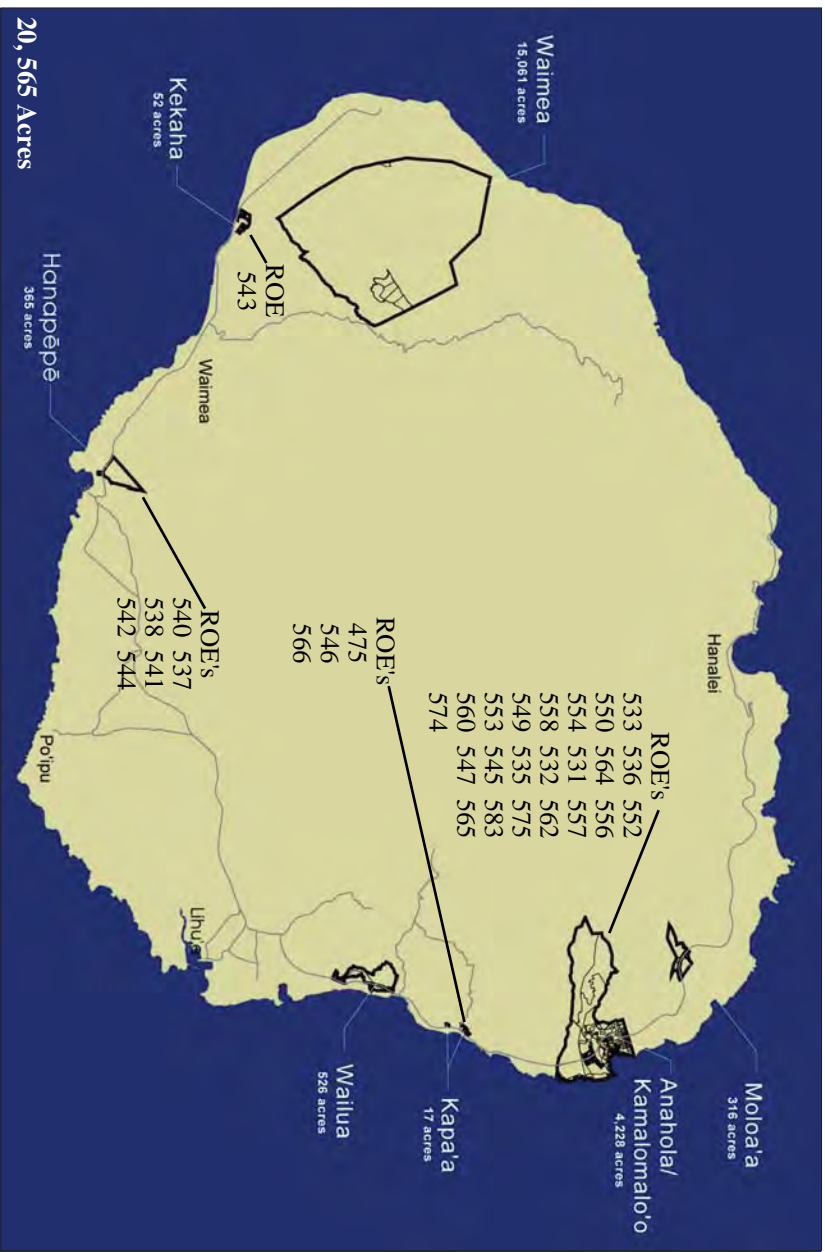 Waimea
15,061 acres
Kekaha
52 acres
20, 565 Acres
Hanapēpē
365 acres
ROE
543
Waimea
ROE's
540 537
538 541
542 544
ROE's
475
546
566
Hanalei
ROE's
533 536 552
550 564 556
554 531 557
558 532 562
549 535 575
553 545 583
560 547 565
574
Po'ipu
Lihu'e
Moloa'a
316 acres
Anahola/
Kamalomalo'o
4,228 acres
Kapa'a
17 acres
Wailua
526 acres